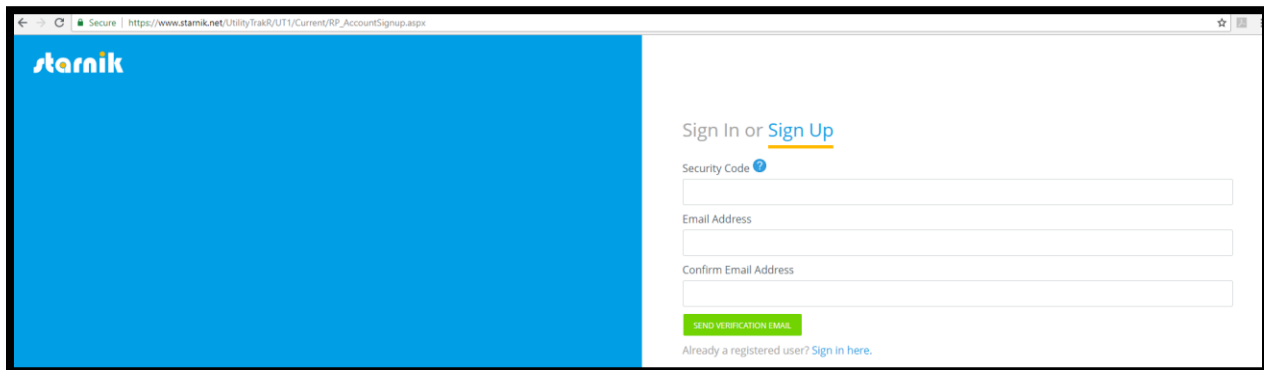 Secure | https://www.starnik.net/UtilityTrakR/UT1/Current/RP_AccountSignup.aspx
starnik
Sign In or Sign Up
Security Code ?
Email Address
Confirm Email Address
SEND VERIFICATION EMAIL
Already a registered user? Sign in here.